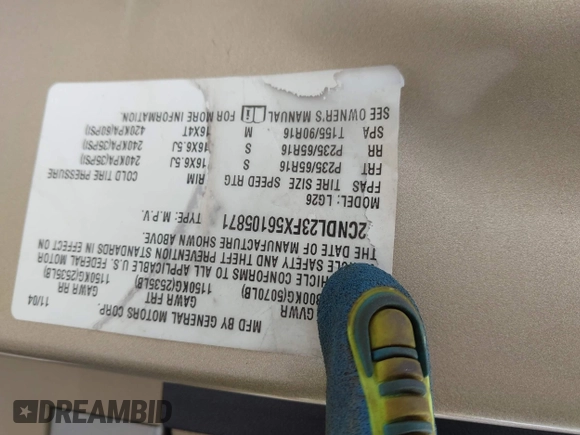 MFD BY GENERAL MOTORS CORP. 11/04
GVWR GAWR FRT GAWR RR
300KG(5070LB) 1150KG(2535LB) 1150KG(2535LB)
HICLE CONFORMS TO ALL APPLICABLE U.S. FEDERAL MOTOR
HICLE SAFETY AND THEFT PREVENTION STANDARDS IN EFFECT ON
THE DATE OF MANUFACTURE SHOWN ABOVE.
2CNDL23FX56105871 TYPE: M.P.V.
MODEL: LG26
FPAS TIRE SIZE SPEED RTG RIM COLD TIRE PRESSURE
FRT P235/65R16 S 16X6.5J 240KPA(35PSI)
RR P235/65R16 S 16X6.5J 240KPA(35PSI)
SPA T155/90R16 M 16X4T 420KPA(60PSI)
SEE OWNER'S MANUAL FOR MORE INFORMATION.
DREAMBID